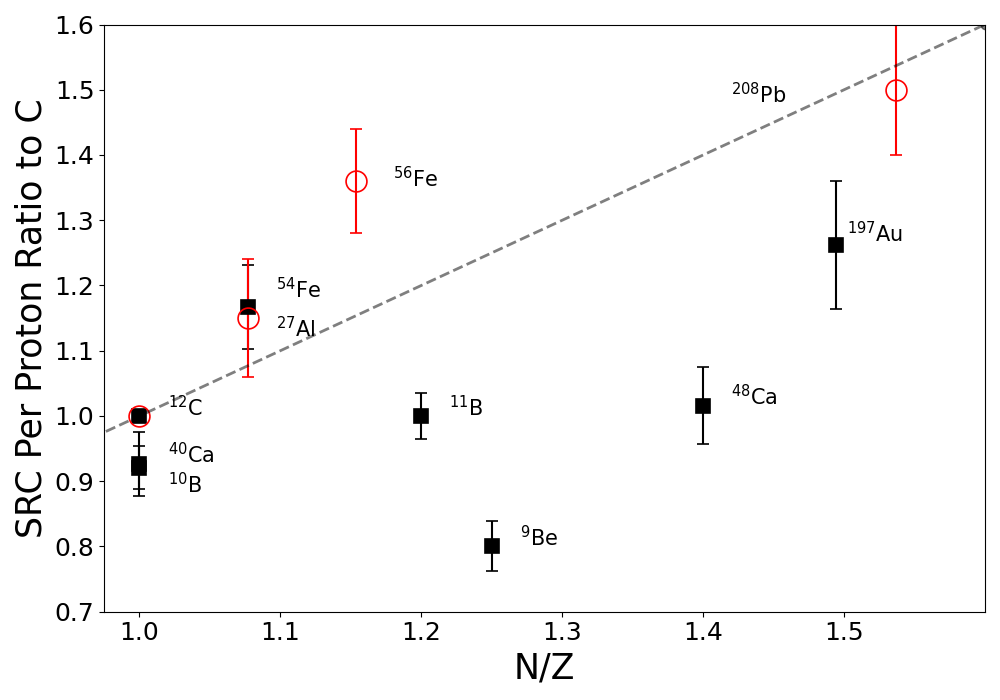 SRC Per Proton Ratio to C
1.6
1.5
1.4
1.3
1.2
1.1
1.0
0.9
0.8
0.7
²⁰⁸Pb
⁵⁶Fe
¹⁹⁷Au
⁵⁴Fe
²⁷Al
¹²C
¹¹B
⁴⁸Ca
⁴⁰Ca
¹⁰B
⁹Be
1.0 1.1 1.2 1.3 1.4 1.5
N/Z